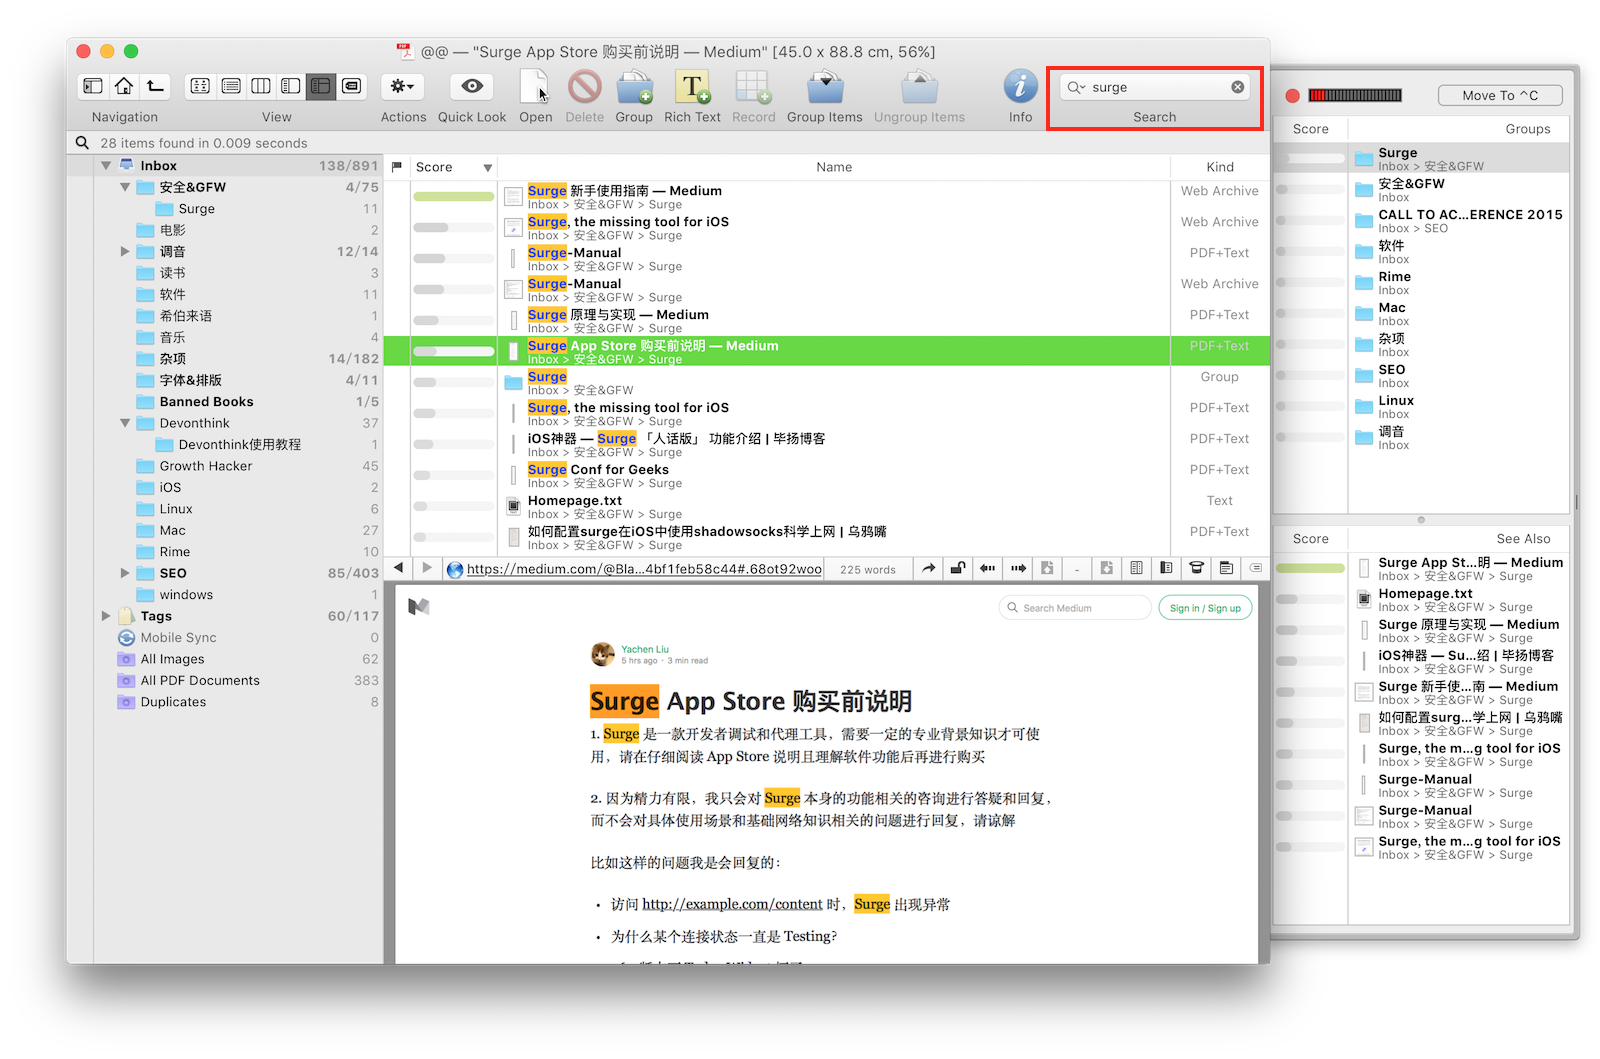 @@ — "Surge App Store 购买前说明 — Medium" [45.0 x 88.8 cm, 56%]
Navigation
View
Actions
Quick Look
Open
Delete
Group
Rich Text
Record
Group Items
Ungroup Items
Info
surge
Search
28 items found in 0.009 seconds
Inbox 138/891
安全&GFW 4/75
Surge 11
电影 2
调音 12/14
读书 3
软件 11
希伯来语 1
音乐 4
杂项 14/182
字体&排版 4/11
Banned Books 1/5
Devonthink 37
Devonthink使用教程 1
Growth Hacker 45
iOS 2
Linux 6
Mac 27
Rime 10
SEO 85/403
windows 1
Tags 60/117
Mobile Sync 0
All Images 62
All PDF Documents 383
Duplicates 8
Score Name Kind
Surge 新手使用指南 — Medium Web Archive
Inbox > 安全&GFW > Surge
Surge, the missing tool for iOS Web Archive
Inbox > 安全&GFW > Surge
Surge-Manual PDF+Text
Inbox > 安全&GFW > Surge
Surge-Manual Web Archive
Inbox > 安全&GFW > Surge
Surge 原理与实现 — Medium PDF+Text
Inbox > 安全&GFW > Surge
Surge App Store 购买前说明 — Medium PDF+Text
Inbox > 安全&GFW > Surge
Surge Group
Inbox > 安全&GFW
Surge, the missing tool for iOS PDF+Text
Inbox > 安全&GFW > Surge
iOS神器 — Surge 「人话版」 功能介绍 | 毕扬博客 PDF+Text
Inbox > 安全&GFW > Surge
Surge Conf for Geeks PDF+Text
Inbox > 安全&GFW > Surge
Homepage.txt Text
Inbox > 安全&GFW > Surge
如何配置surge在iOS中使用shadowsocks科学上网 | 乌鸦嘴 PDF+Text
Inbox > 安全&GFW > Surge
https://medium.com/@Bla...4bf1feb58c44#.68ot92woo 225 words
Search Medium
Sign in / Sign up
Yachen Liu
5 hrs ago · 3 min read
Surge App Store 购买前说明
1. Surge 是一款开发者调试和代理工具，需要一定的专业背景知识才可使
用，请在仔细阅读 App Store 说明且理解软件功能后再进行购买
2. 因为精力有限，我只会对 Surge 本身的功能相关的咨询进行答疑和回复，
而不会对具体使用场景和基础网络知识相关的问题进行回复，请谅解
比如这样的问题我是会回复的：
• 访问 http://example.com/content 时，Surge 出现异常
• 为什么某个连接状态一直是 Testing?
Move To ^C
Score Groups
Surge
Inbox > 安全&GFW
安全&GFW
Inbox
CALL TO AC...ERENCE 2015
Inbox > SEO
软件
Inbox
Rime
Inbox
Mac
Inbox
杂项
Inbox
SEO
Inbox
Linux
Inbox
调音
Inbox
Score See Also
Surge App St...明 — Medium
Inbox > 安全&GFW > Surge
Homepage.txt
Inbox > 安全&GFW > Surge
Surge 原理与实现 — Medium
Inbox > 安全&GFW > Surge
iOS神器 — Su...绍 | 毕扬博客
Inbox > 安全&GFW > Surge
Surge 新手使...南 — Medium
Inbox > 安全&GFW > Surge
如何配置surg...学上网 | 乌鸦嘴
Inbox > 安全&GFW > Surge
Surge, the m...g tool for iOS
Inbox > 安全&GFW > Surge
Surge-Manual
Inbox > 安全&GFW > Surge
Surge-Manual
Inbox > 安全&GFW > Surge
Surge, the m...g tool for iOS
Inbox > 安全&GFW > Surge